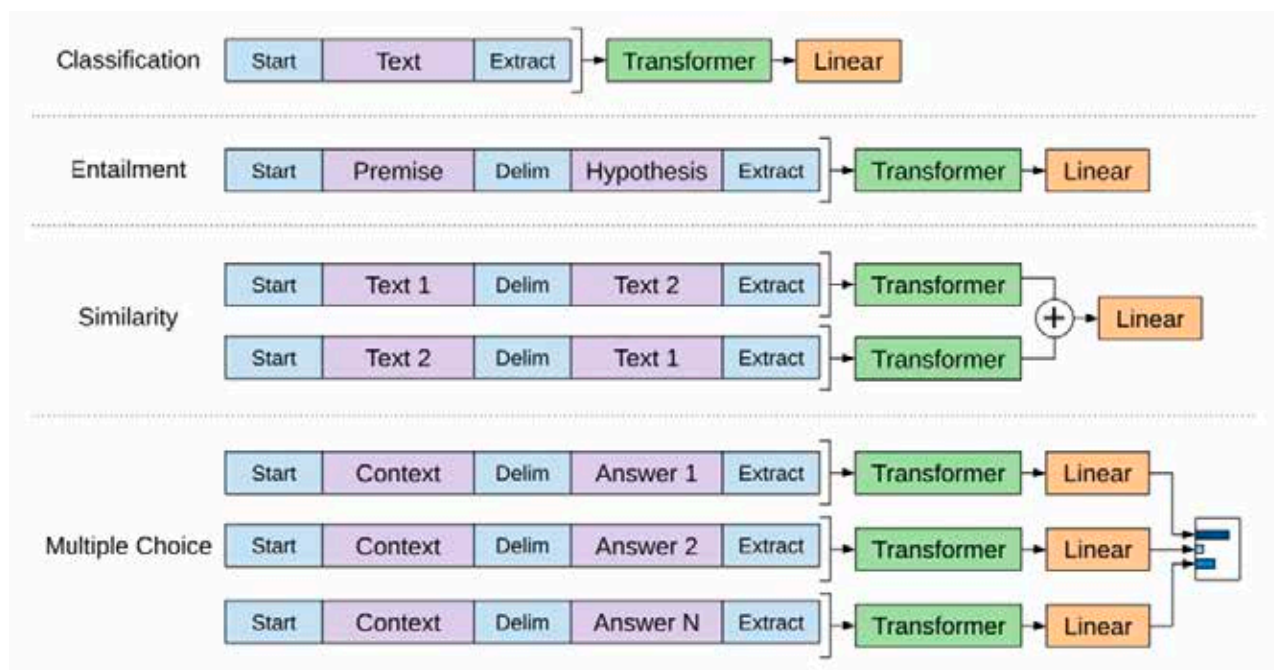 Classification Start Text Extract Transformer Linear
Entailment Start Premise Delim Hypothesis Extract Transformer Linear
Similarity
Start Text 1 Delim Text 2 Extract Transformer
+ Linear
Start Text 2 Delim Text 1 Extract Transformer
Multiple Choice
Start Context Delim Answer 1 Extract Transformer Linear
Start Context Delim Answer 2 Extract Transformer Linear
Start Context Delim Answer N Extract Transformer Linear